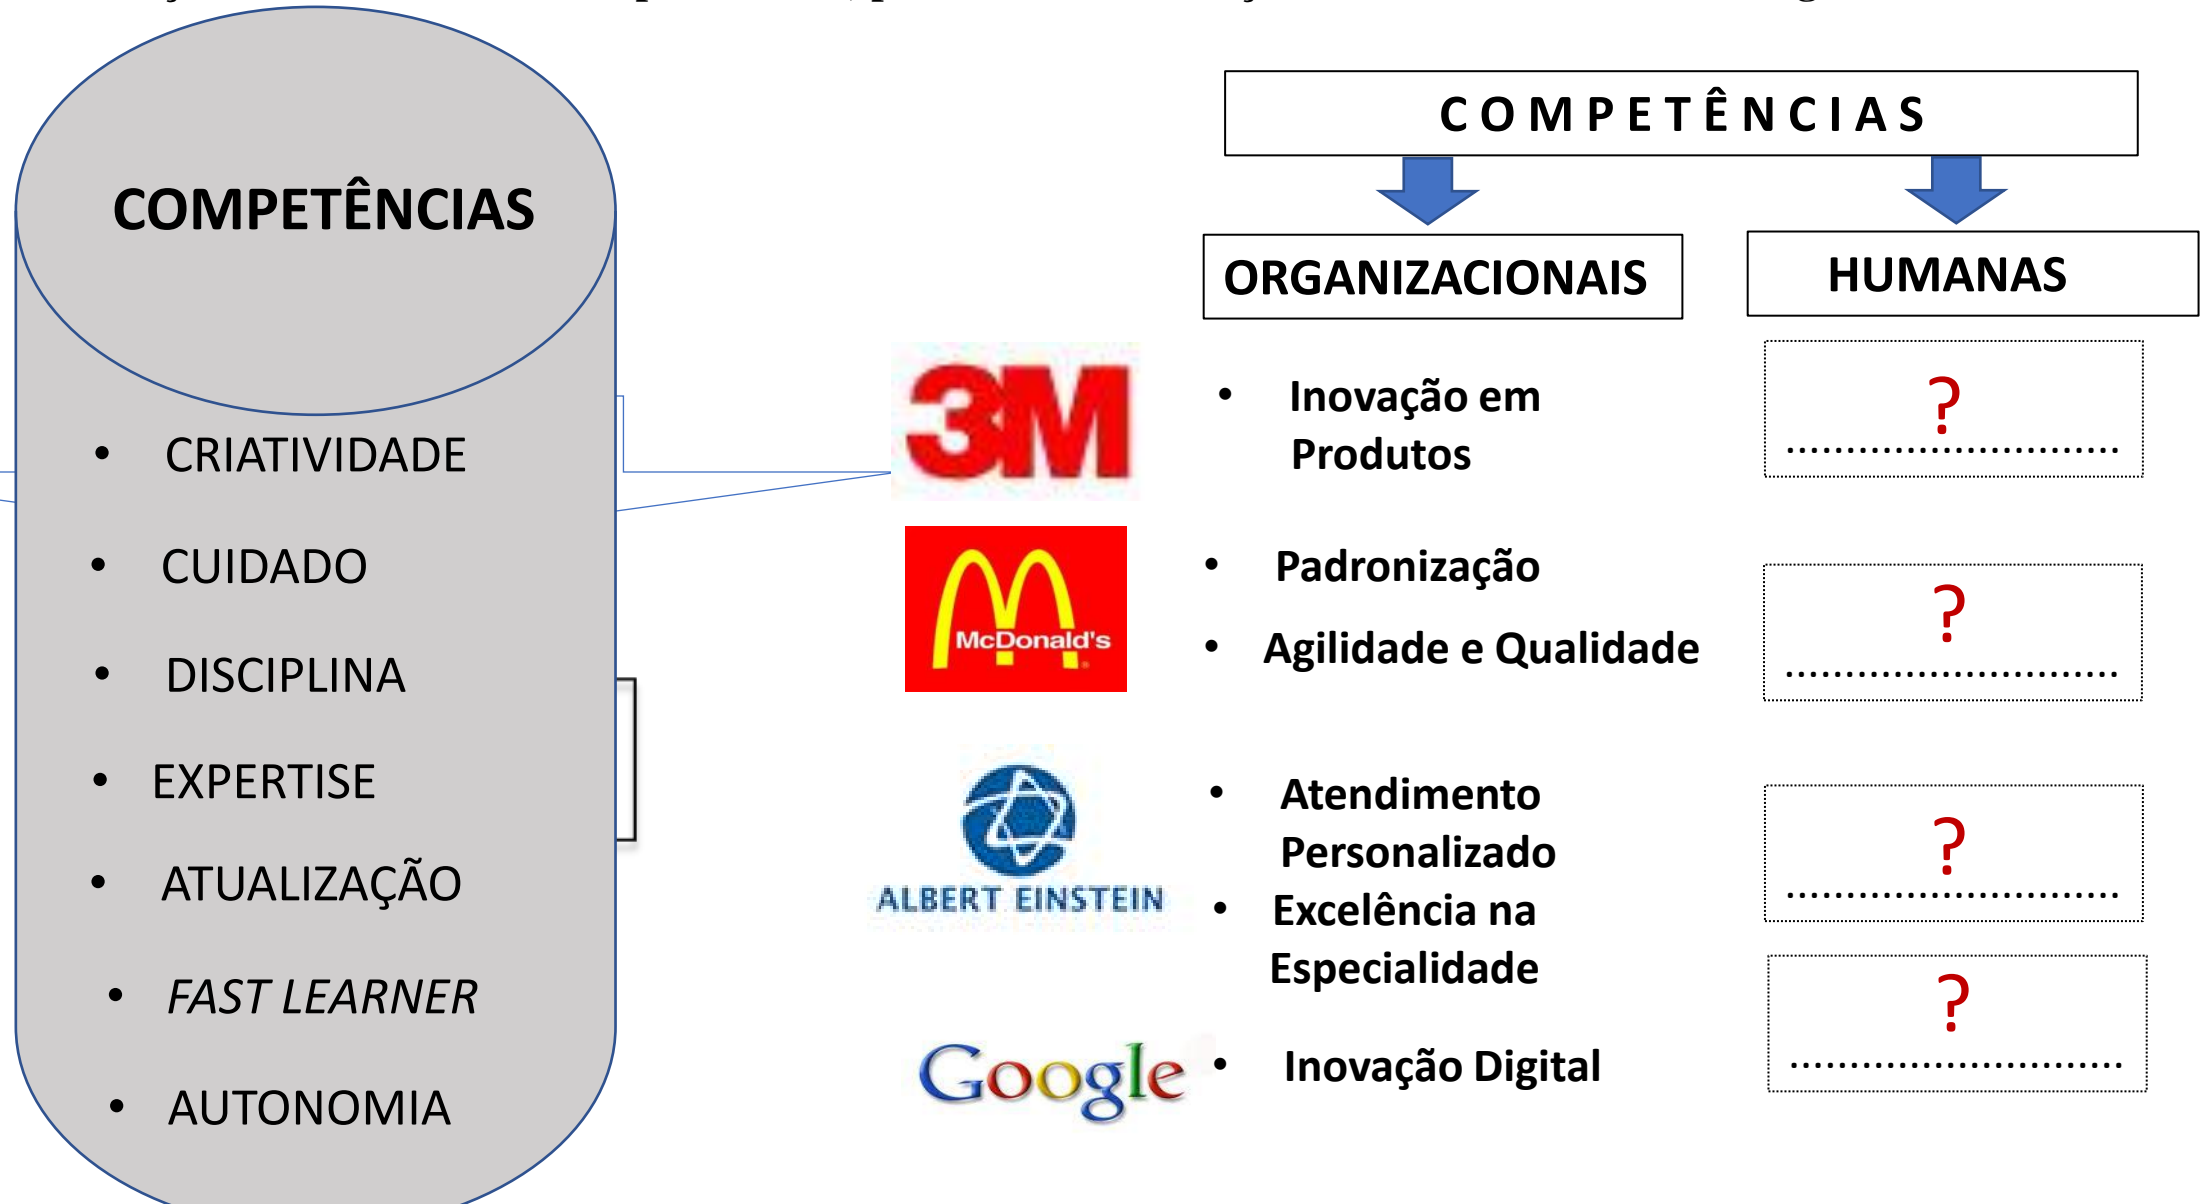 COMPETÊNCIAS
• CRIATIVIDADE
• CUIDADO
• DISCIPLINA
• EXPERTISE
• ATUALIZAÇÃO
• FAST LEARNER
• AUTONOMIA
COMPETÊNCIAS
ORGANIZACIONAIS
HUMANAS
3M
• Inovação em
Produtos
?
............................
McDonald's
• Padronização
• Agilidade e Qualidade
?
............................
ALBERT EINSTEIN
• Atendimento
Personalizado
• Excelência na
Especialidade
?
............................
Google
• Inovação Digital
?
............................